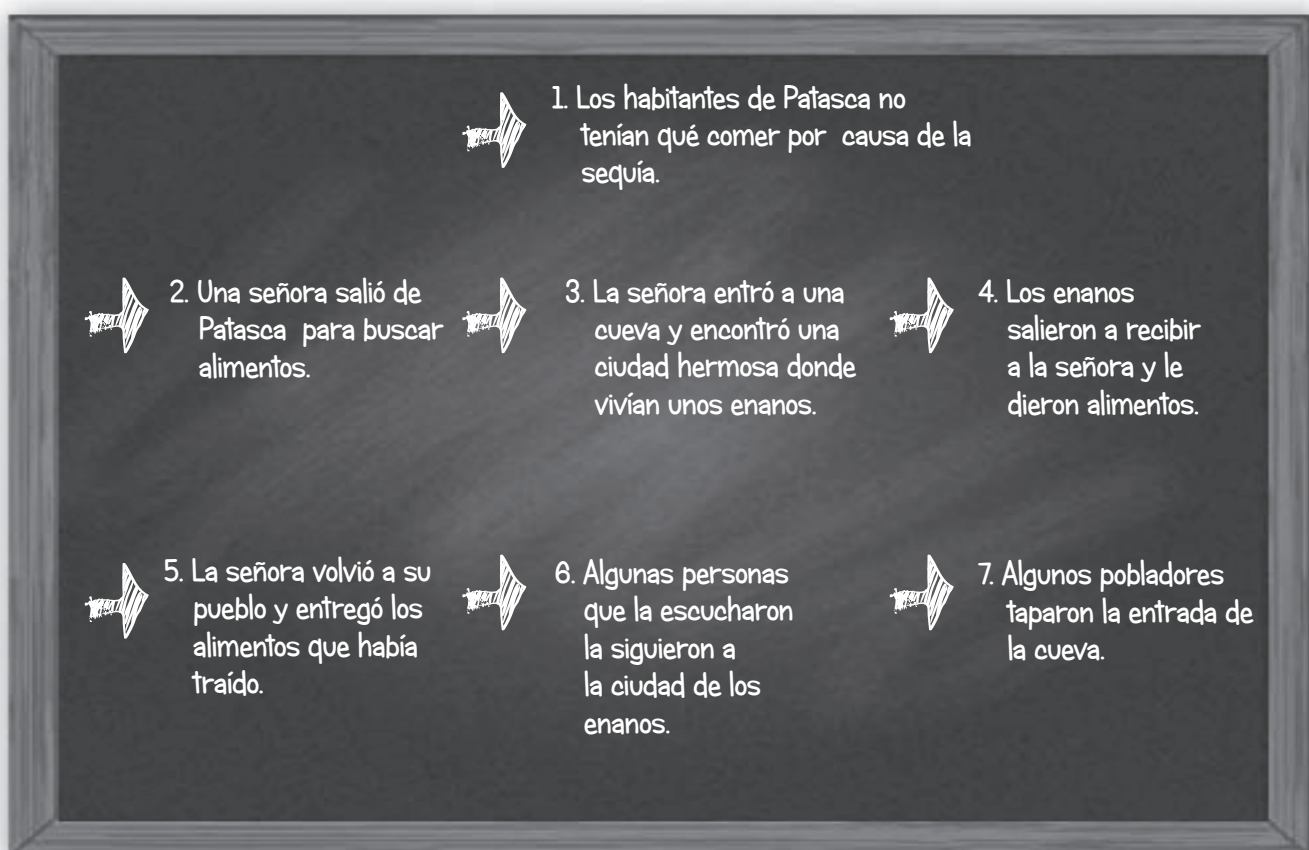 1. Los habitantes de Patasca no
tenían qué comer por causa de la
sequía.
2. Una señora salió de
Patasca para buscar
alimentos.
3. La señora entró a una
cueva y encontró una
ciudad hermosa donde
vivían unos enanos.
4. Los enanos
salieron a recibir
a la señora y le
dieron alimentos.
5. La señora volvió a su
pueblo y entregó los
alimentos que había
traído.
6. Algunas personas
que la escucharon
la siguieron a
la ciudad de los
enanos.
7. Algunos pobladores
taparon la entrada de
la cueva.